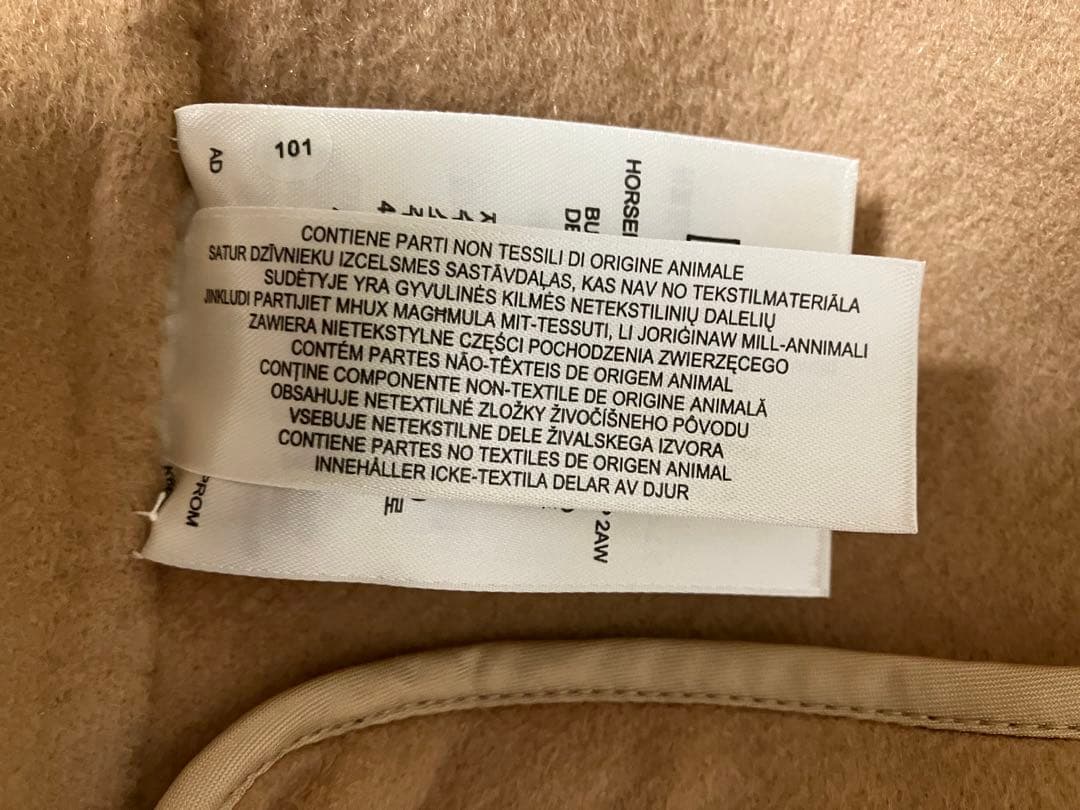 101
AD
CONTIENE PARTI NON TESSILI DI ORIGINE ANIMALE
SATUR DZĪVNIEKU IZCELSMES SASTĀVDAĻAS, KAS NAV NO TEKSTILMATERIĀLA
SUDĖTYJE YRA GYVULINĖS KILMĖS NETEKSTILINIŲ DALELIŲ
JINKLUDI PARTIJIET MHUX MAGĦMULA MIT-TESSUTI, LI JORIĠINAW MILL-ANNIMALI
ZAWIERA NIETEKSTYLNE CZĘŚCI POCHODZENIA ZWIERZĘCEGO
CONTÉM PARTES NÃO-TÊXTEIS DE ORIGEM ANIMAL
CONȚINE COMPONENTE NON-TEXTILE DE ORIGINE ANIMALĂ
OBSAHUJE NETEXTILNÉ ZLOŽKY ŽIVOČÍŠNEHO PÔVODU
VSEBUJE NETEKSTILNE DELE ŽIVALSKEGA IZVORA
CONTIENE PARTES NO TEXTILES DE ORIGEN ANIMAL
INNEHÅLLER ICKE-TEXTILA DELAR AV DJUR
2AW